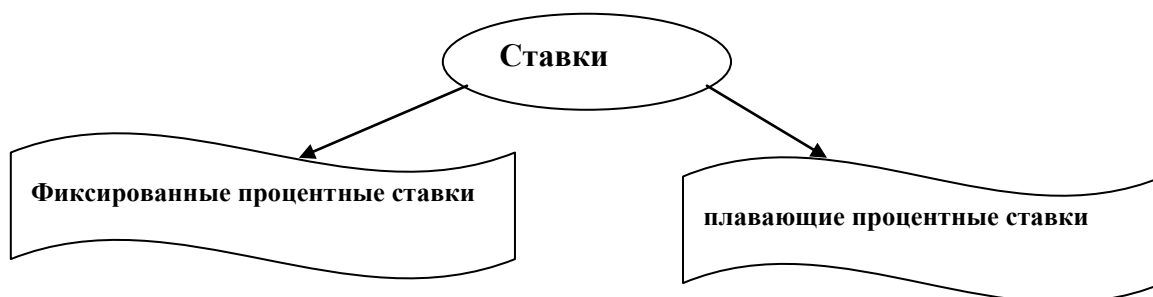 Ставки
Фиксированные процентные ставки
плавающие процентные ставки